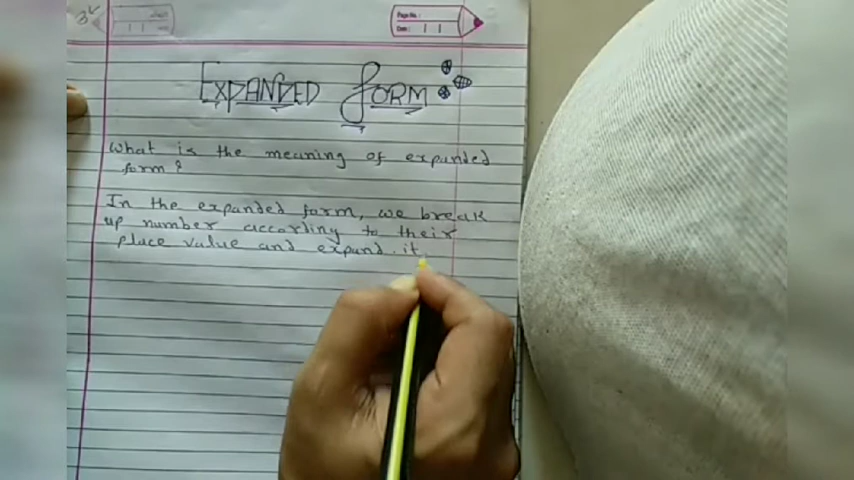 Page No.:
Date:
EXPANDED FORM
What is the meaning of expanded
form?
In the expanded form, we break
up number according to their
place value and expand it.